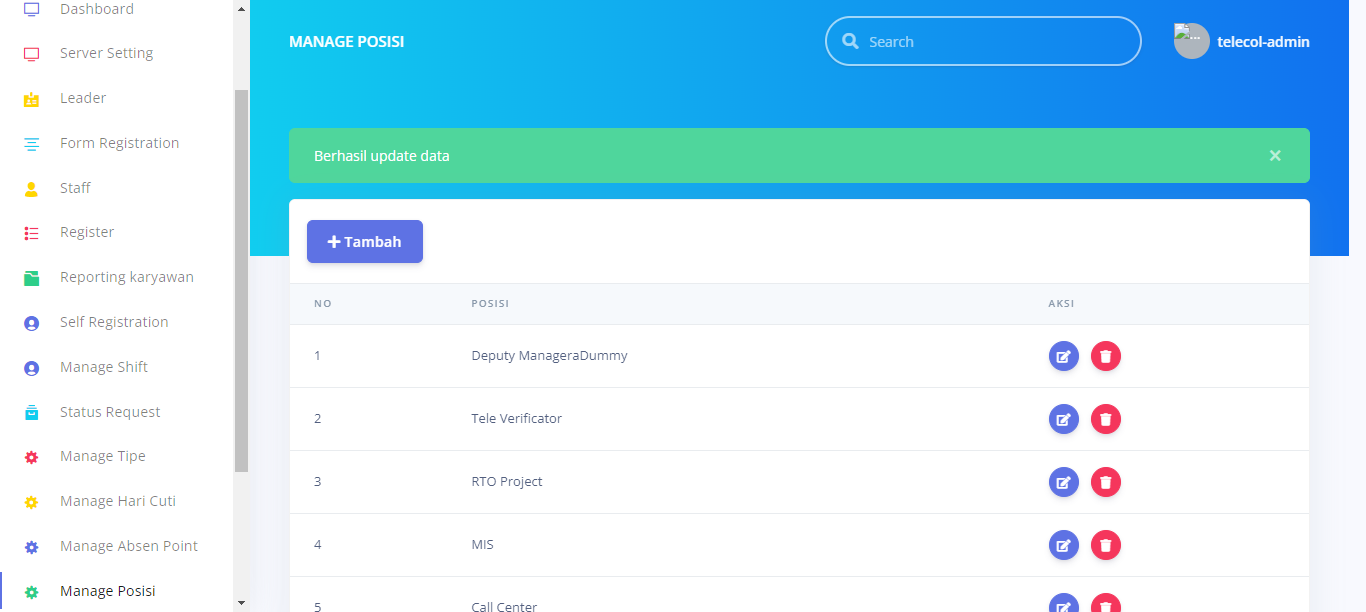 Dashboard
Server Setting
Leader
Form Registration
Staff
Register
Reporting karyawan
Self Registration
Manage Shift
Status Request
Manage Tipe
Manage Hari Cuti
Manage Absen Point
Manage Posisi
MANAGE POSISI
Search
...
telecol-admin
Berhasil update data
×
+ Tambah
NO POSISI AKSI
1 Deputy ManageraDummy
2 Tele Verificator
3 RTO Project
4 MIS
5 Call Center